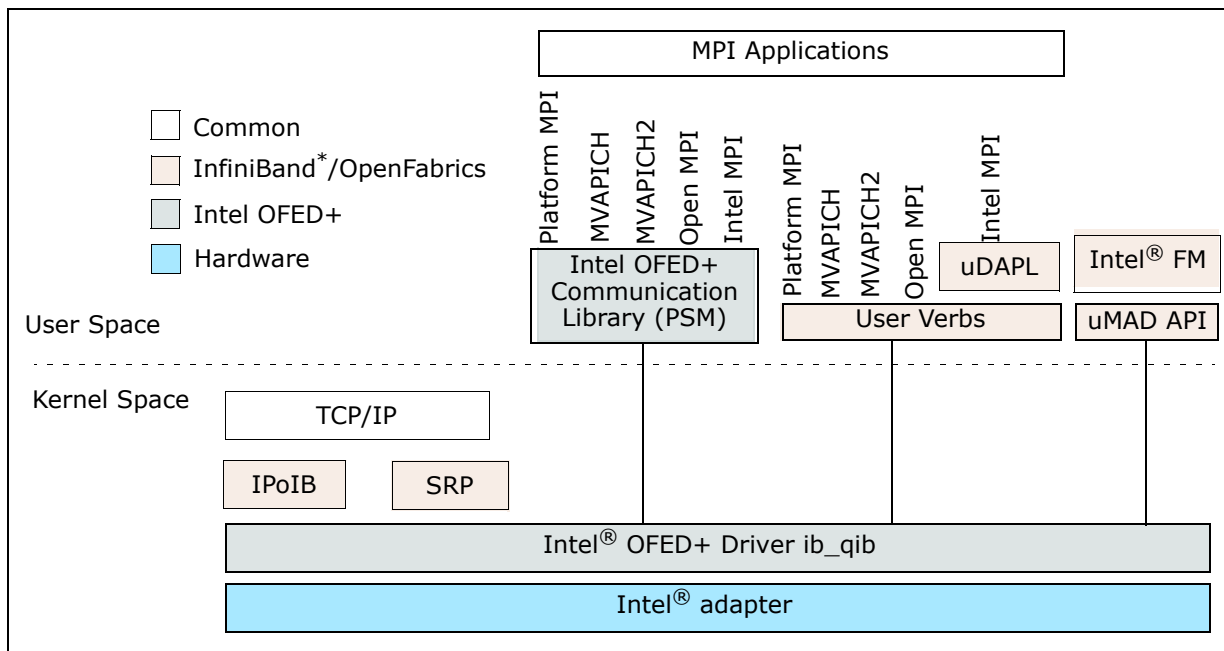 MPI Applications
Common
InfiniBand*/OpenFabrics
Intel OFED+
Hardware
Platform MPI
MVAPICH
MVAPICH2
Open MPI
Intel MPI
Platform MPI
MVAPICH
MVAPICH2
Open MPI
Intel MPI
Intel OFED+
Communication
Library (PSM)
uDAPL
Intel® FM
User Verbs
uMAD API
User Space
Kernel Space
TCP/IP
IPoIB
SRP
Intel® OFED+ Driver ib_qib
Intel® adapter